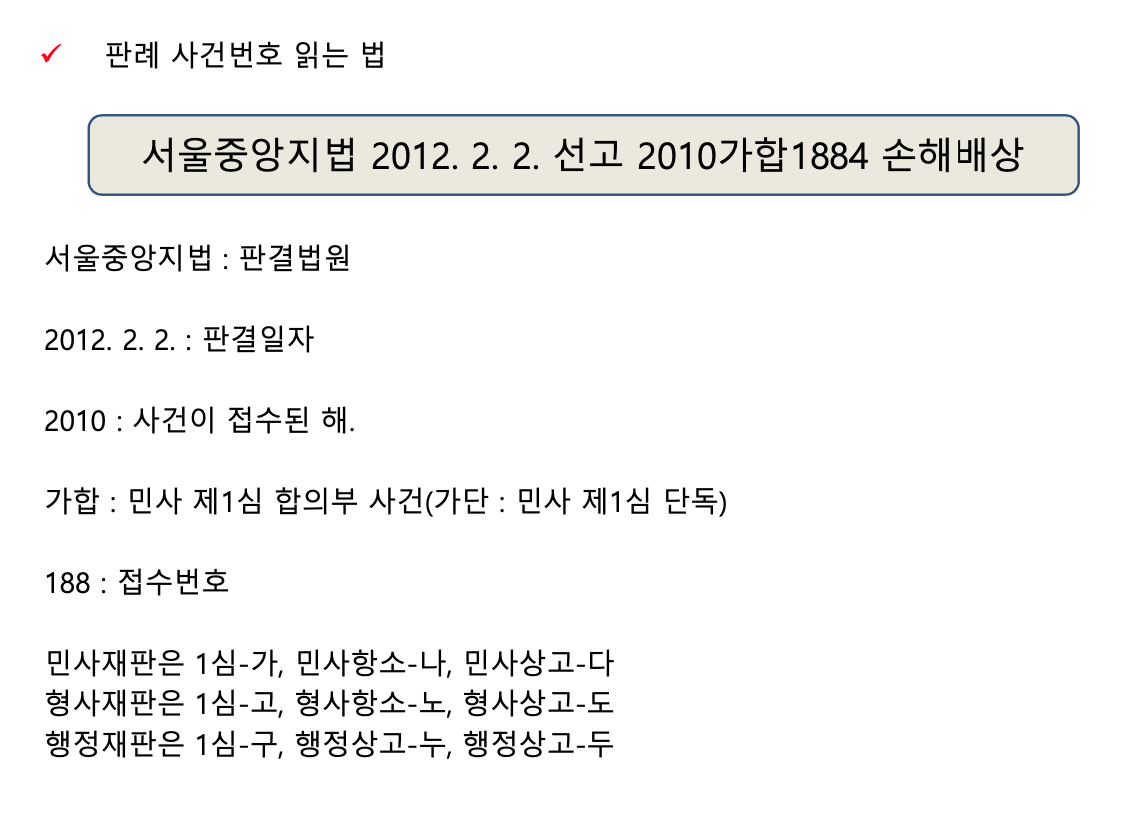 ✓ 판례 사건번호 읽는 법
서울중앙지법 2012. 2. 2. 선고 2010가합1884 손해배상
서울중앙지법 : 판결법원
2012. 2. 2. : 판결일자
2010 : 사건이 접수된 해.
가합 : 민사 제1심 합의부 사건(가단 : 민사 제1심 단독)
188 : 접수번호
민사재판은 1심-가, 민사항소-나, 민사상고-다
형사재판은 1심-고, 형사항소-노, 형사상고-도
행정재판은 1심-구, 행정상고-누, 행정상고-두